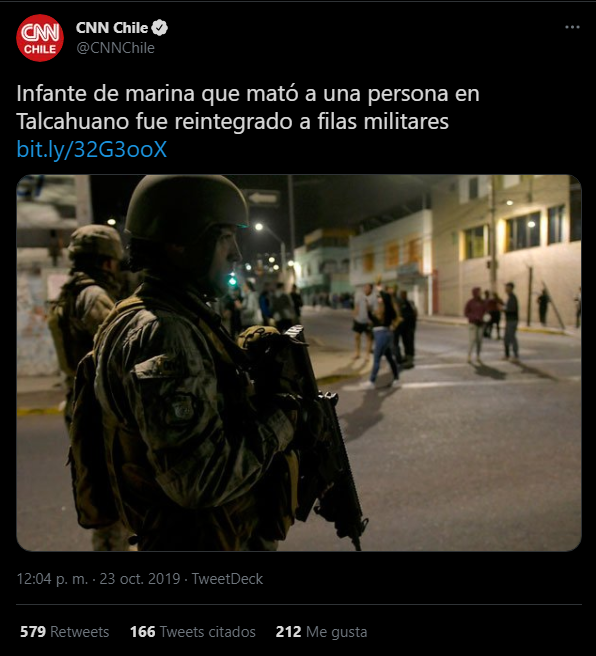 CNN
CHILE
CNN Chile
@CNNChile
Infante de marina que mató a una persona en
Talcahuano fue reintegrado a filas militares
bit.ly/32G3ooX
12:04 p. m. · 23 oct. 2019 · TweetDeck
579 Retweets 166 Tweets citados 212 Me gusta